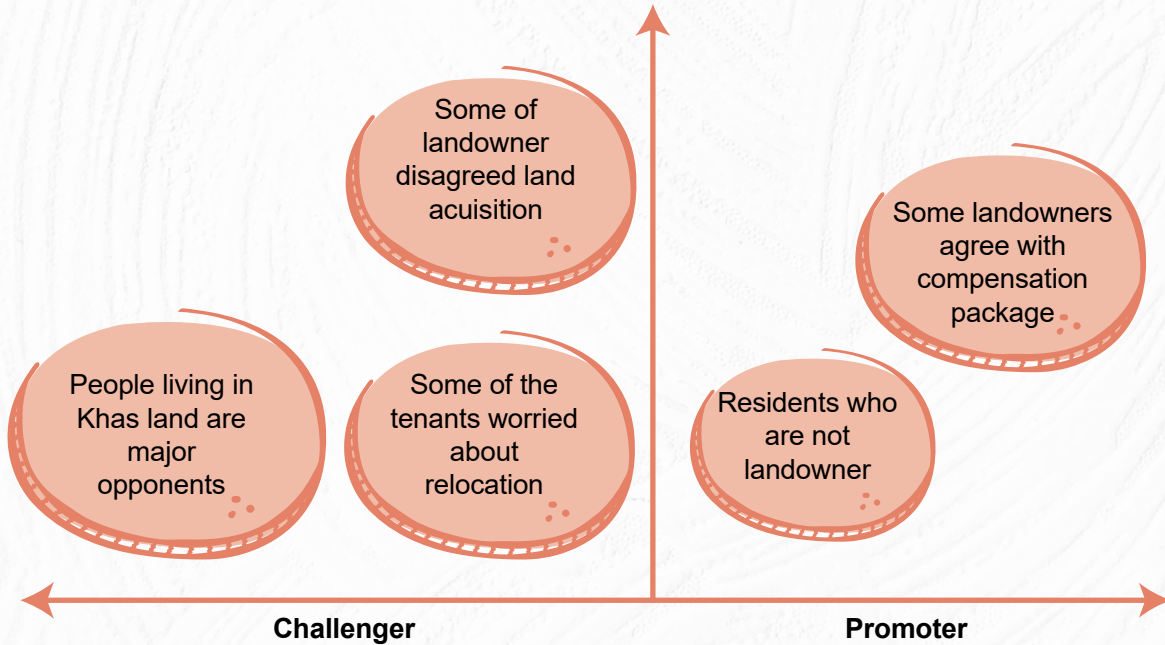 Some of
landowner
disagreed land
acuisition
Some landowners
agree with
compensation
package
People living in
Khas land are
major
opponents
Some of the
tenants worried
about
relocation
Residents who
are not
landowner
Challenger
Promoter